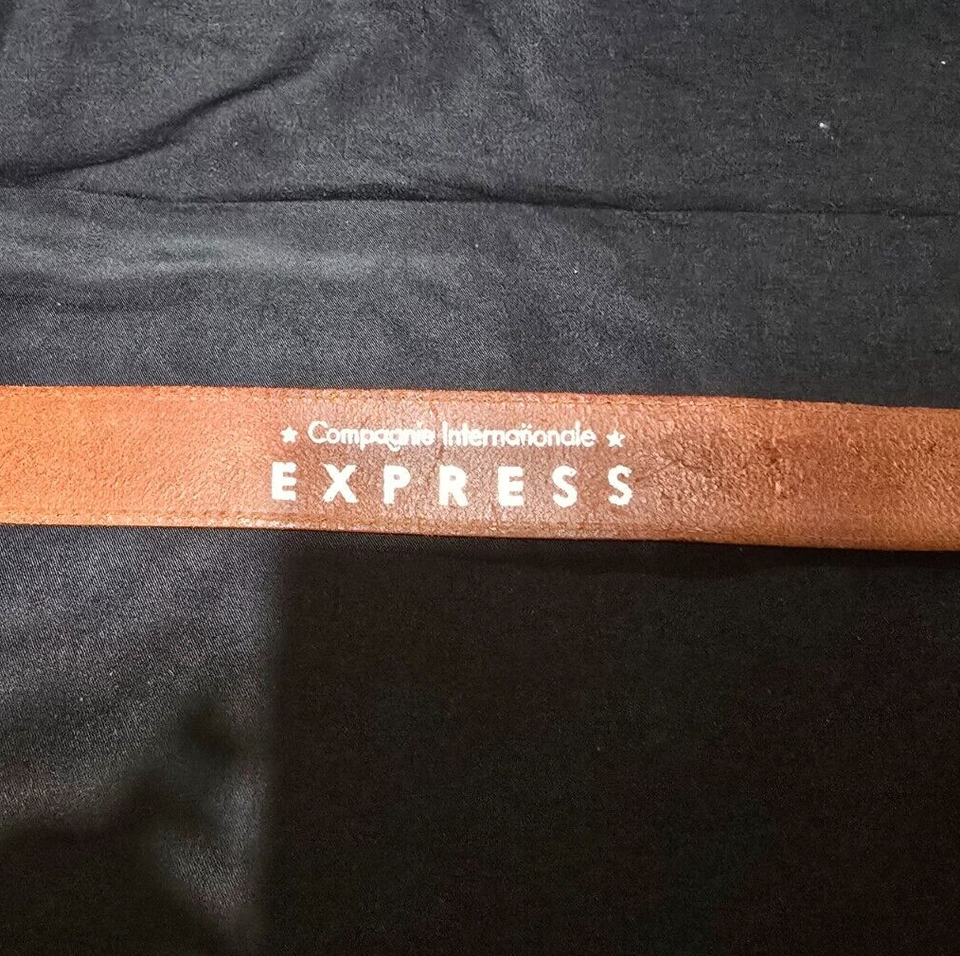 ★ Compagnie Internationale ★
EXPRESS